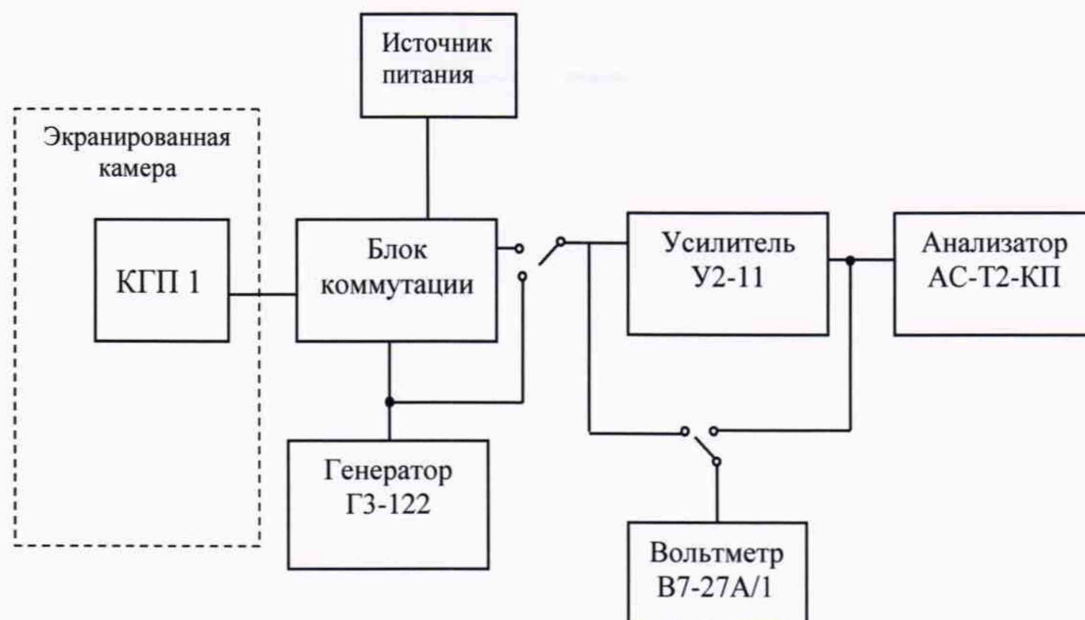 Источник
питания
Экранированная
камера
КГП 1
Блок
коммутации
Усилитель
У2-11
Анализатор
АС-Т2-КП
Генератор
Г3-122
Вольтметр
В7-27А/1